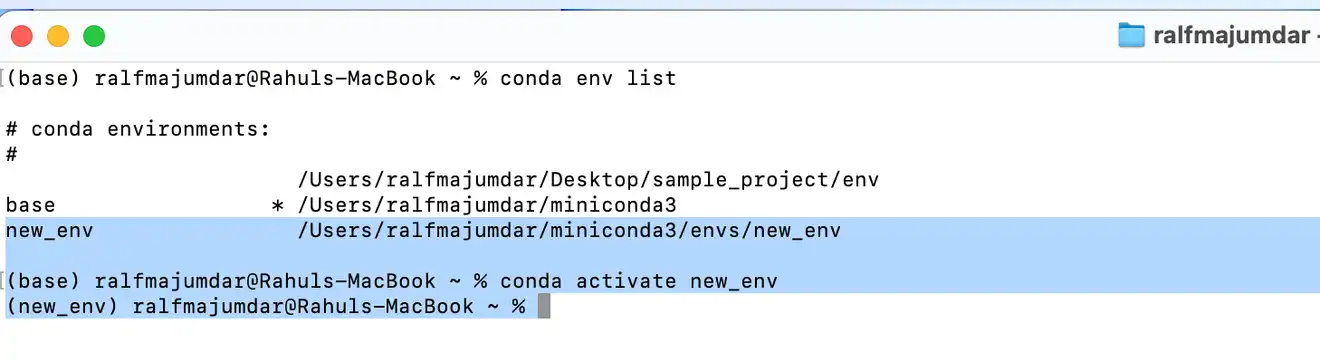 ralfmajumdar -
(base) ralfmajumdar@Rahuls-MacBook ~ % conda env list
# conda environments:
#
/Users/ralfmajumdar/Desktop/sample_project/env
base * /Users/ralfmajumdar/miniconda3
new_env /Users/ralfmajumdar/miniconda3/envs/new_env
(base) ralfmajumdar@Rahuls-MacBook ~ % conda activate new_env
(new_env) ralfmajumdar@Rahuls-MacBook ~ %